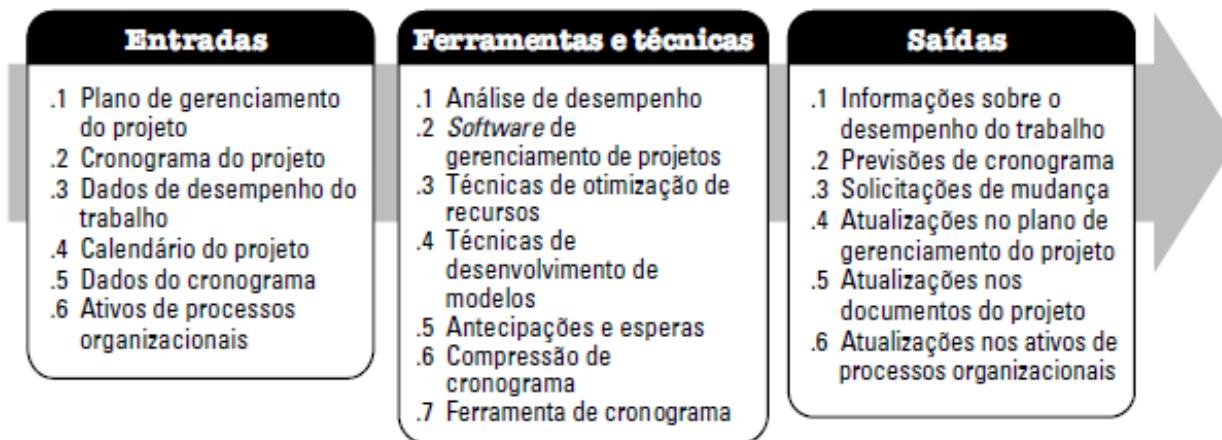 Entradas
.1 Plano de gerenciamento
do projeto
.2 Cronograma do projeto
.3 Dados de desempenho do
trabalho
.4 Calendário do projeto
.5 Dados do cronograma
.6 Ativos de processos
organizacionais
Ferramentas e técnicas
.1 Análise de desempenho
.2 Software de
gerenciamento de projetos
.3 Técnicas de otimização de
recursos
.4 Técnicas de
desenvolvimento de
modelos
.5 Antecipações e esperas
.6 Compressão de
cronograma
.7 Ferramenta de cronograma
Saídas
.1 Informações sobre o
desempenho do trabalho
.2 Previsões de cronograma
.3 Solicitações de mudança
.4 Atualizações no plano de
gerenciamento do projeto
.5 Atualizações nos
documentos do projeto
.6 Atualizações nos ativos de
processos organizacionais